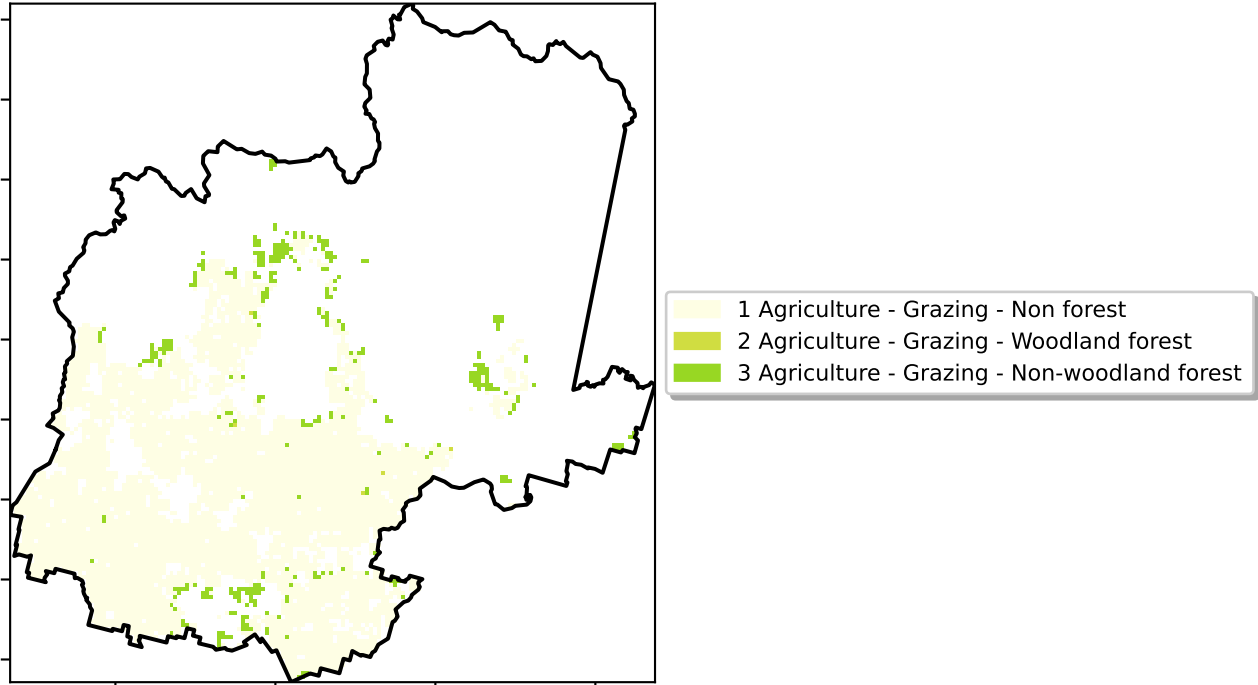 1 Agriculture - Grazing - Non forest
2 Agriculture - Grazing - Woodland forest
3 Agriculture - Grazing - Non-woodland forest